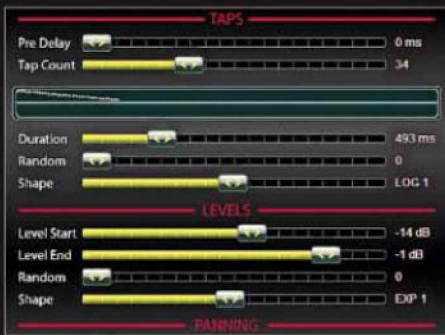 TAPS
Pre Delay 0 ms
Tap Count 34
Duration 493 ms
Random 0
Shape LOG 1
LEVELS
Level Start -14 dB
Level End -1 dB
Random 0
Shape EXP 1
PANNING